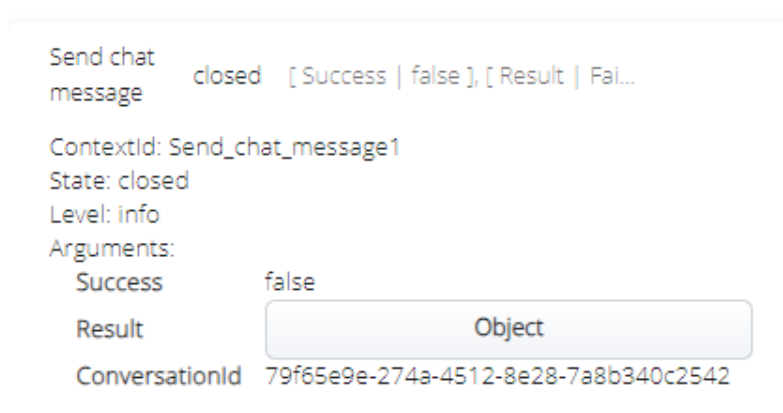 Send chat
message
closed [ Success | false ], [ Result | Fai...
ContextId: Send_chat_message1
State: closed
Level: info
Arguments:
Success false
Result Object
ConversationId 79f65e9e-274a-4512-8e28-7a8b340c2542